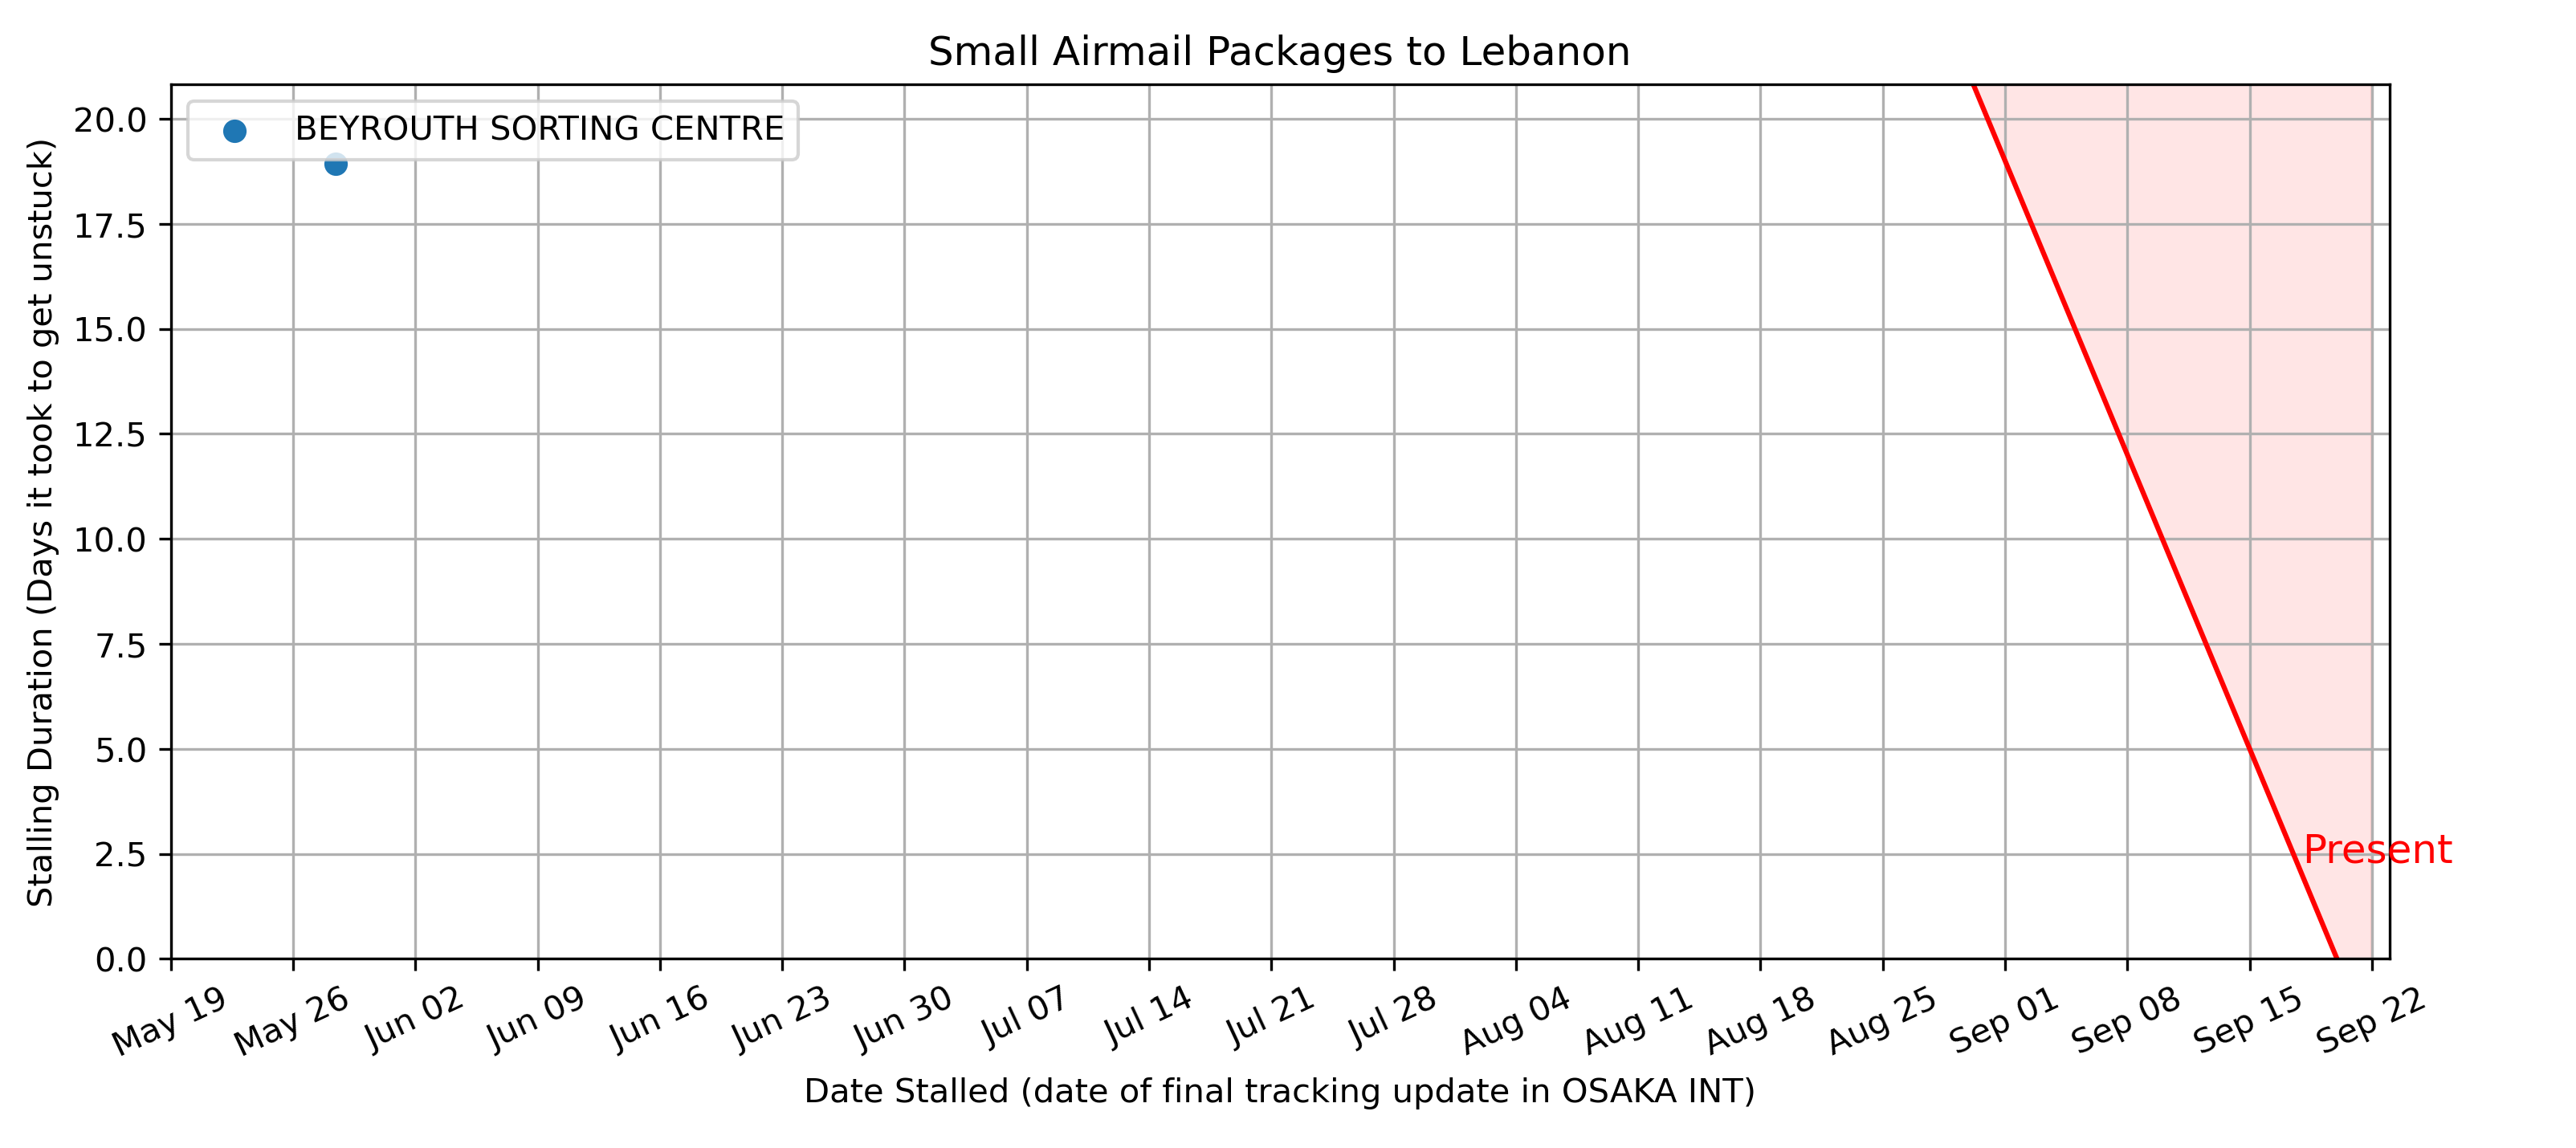 Small Airmail Packages to Lebanon
BEYROUTH SORTING CENTRE
Stalling Duration (Days it took to get unstuck)
20.0
17.5
15.0
12.5
10.0
7.5
5.0
2.5
0.0
Present
May 19
May 26
Jun 02
Jun 09
Jun 16
Jun 23
Jun 30
Jul 07
Jul 14
Jul 21
Jul 28
Aug 04
Aug 11
Aug 18
Aug 25
Sep 01
Sep 08
Sep 15
Sep 22
Date Stalled (date of final tracking update in OSAKA INT)